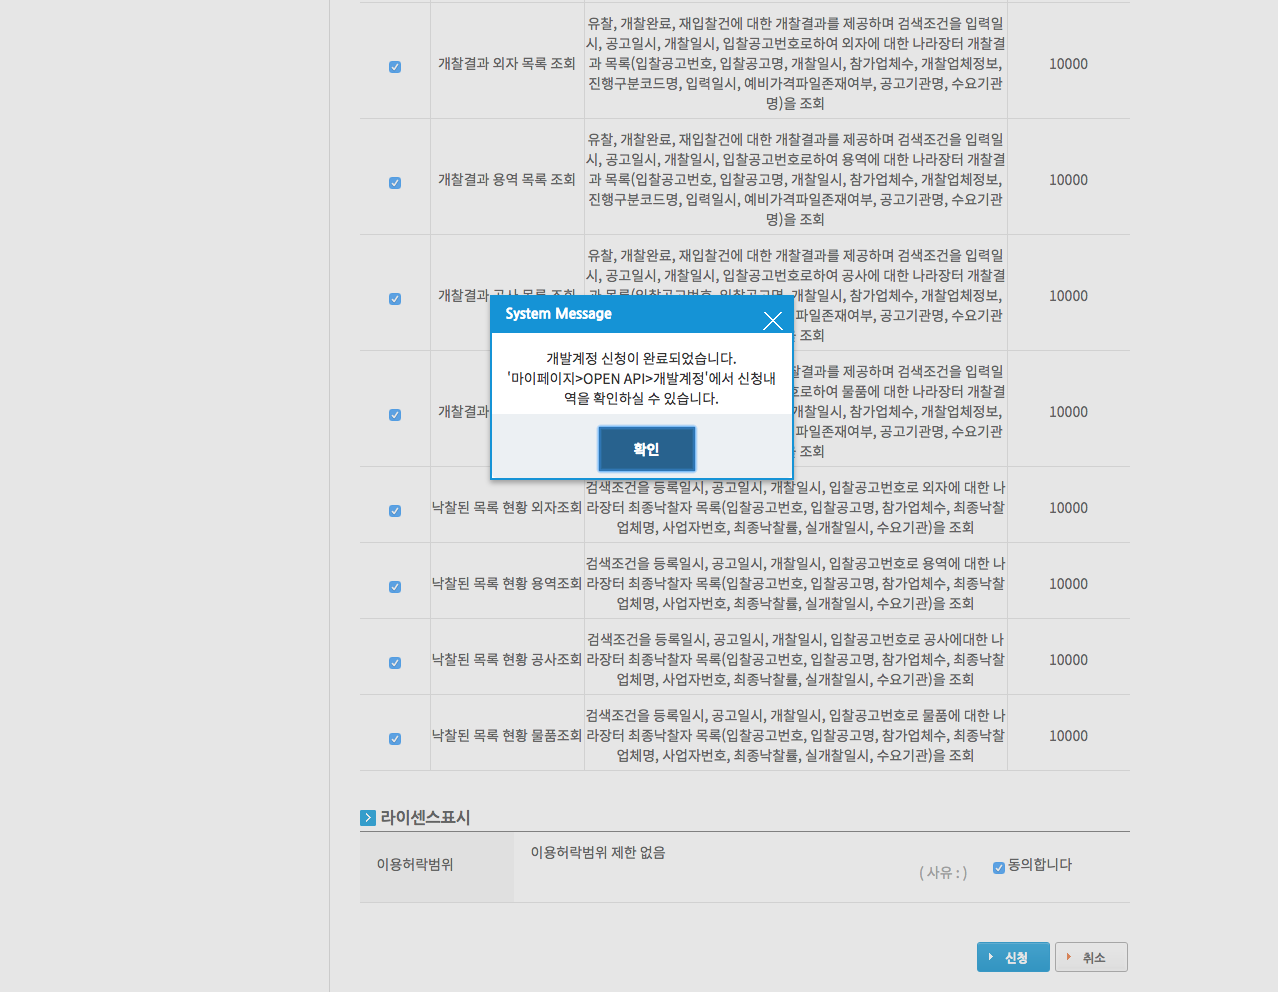 유찰, 개찰완료, 재입찰건에 대한 개찰결과를 제공하며 검색조건을 입력일
시, 공고일시, 개찰일시, 입찰공고번호로하여 외자에 대한 나라장터 개찰결
개찰결과 외자 목록 조회
과 목록(입찰공고번호, 입찰공고명, 개찰일시, 참가업체수, 개찰업체정보,
10000
진행구분코드명, 입력일시, 예비가격파일존재여부, 공고기관명, 수요기관
명)을 조회
유찰, 개찰완료, 재입찰건에 대한 개찰결과를 제공하며 검색조건을 입력일
시, 공고일시, 개찰일시, 입찰공고번호로하여 용역에 대한 나라장터 개찰결
개찰결과 용역 목록 조회
과 목록(입찰공고번호, 입찰공고명, 개찰일시, 참가업체수, 개찰업체정보,
10000
진행구분코드명, 입력일시, 예비가격파일존재여부, 공고기관명, 수요기관
명)을 조회
유찰, 개찰완료, 재입찰건에 대한 개찰결과를 제공하며 검색조건을 입력일
시, 공고일시, 개찰일시, 입찰공고번호로하여 공사에 대한 나라장터 개찰결
개찰결과 공사 목록 조회
과 목록(입찰공고번호, 입찰공고명, 개찰일시, 참가업체수, 개찰업체정보,
10000
파일존재여부, 공고기관명, 수요기관
조회
System Message
개발계정 신청이 완료되었습니다.
'마이페이지>OPEN API>개발계정'에서 신청내
역을 확인하실 수 있습니다.
확인
찰결과를 제공하며 검색조건을 입력일
호로하여 물품에 대한 나라장터 개찰결
개찰결과
개찰일시, 참가업체수, 개찰업체정보,
10000
파일존재여부, 공고기관명, 수요기관
조회
검색조건을 등록일시, 공고일시, 개찰일시, 입찰공고번호로 외자에 대한 나
낙찰된 목록 현황 외자조회
라장터 최종낙찰자 목록(입찰공고번호, 입찰공고명, 참가업체수, 최종낙찰
10000
업체명, 사업자번호, 최종낙찰률, 실개찰일시, 수요기관)을 조회
검색조건을 등록일시, 공고일시, 개찰일시, 입찰공고번호로 용역에 대한 나
낙찰된 목록 현황 용역조회
라장터 최종낙찰자 목록(입찰공고번호, 입찰공고명, 참가업체수, 최종낙찰
10000
업체명, 사업자번호, 최종낙찰률, 실개찰일시, 수요기관)을 조회
검색조건을 등록일시, 공고일시, 개찰일시, 입찰공고번호로 공사에대한 나
낙찰된 목록 현황 공사조회
라장터 최종낙찰자 목록(입찰공고번호, 입찰공고명, 참가업체수, 최종낙찰
10000
업체명, 사업자번호, 최종낙찰률, 실개찰일시, 수요기관)을 조회
검색조건을 등록일시, 공고일시, 개찰일시, 입찰공고번호로 물품에 대한 나
낙찰된 목록 현황 물품조회
라장터 최종낙찰자 목록(입찰공고번호, 입찰공고명, 참가업체수, 최종낙찰
10000
업체명, 사업자번호, 최종낙찰률, 실개찰일시, 수요기관)을 조회
라이센스표시
이용허락범위
이용허락범위 제한 없음
( 사유 : )
동의합니다
신청
취소